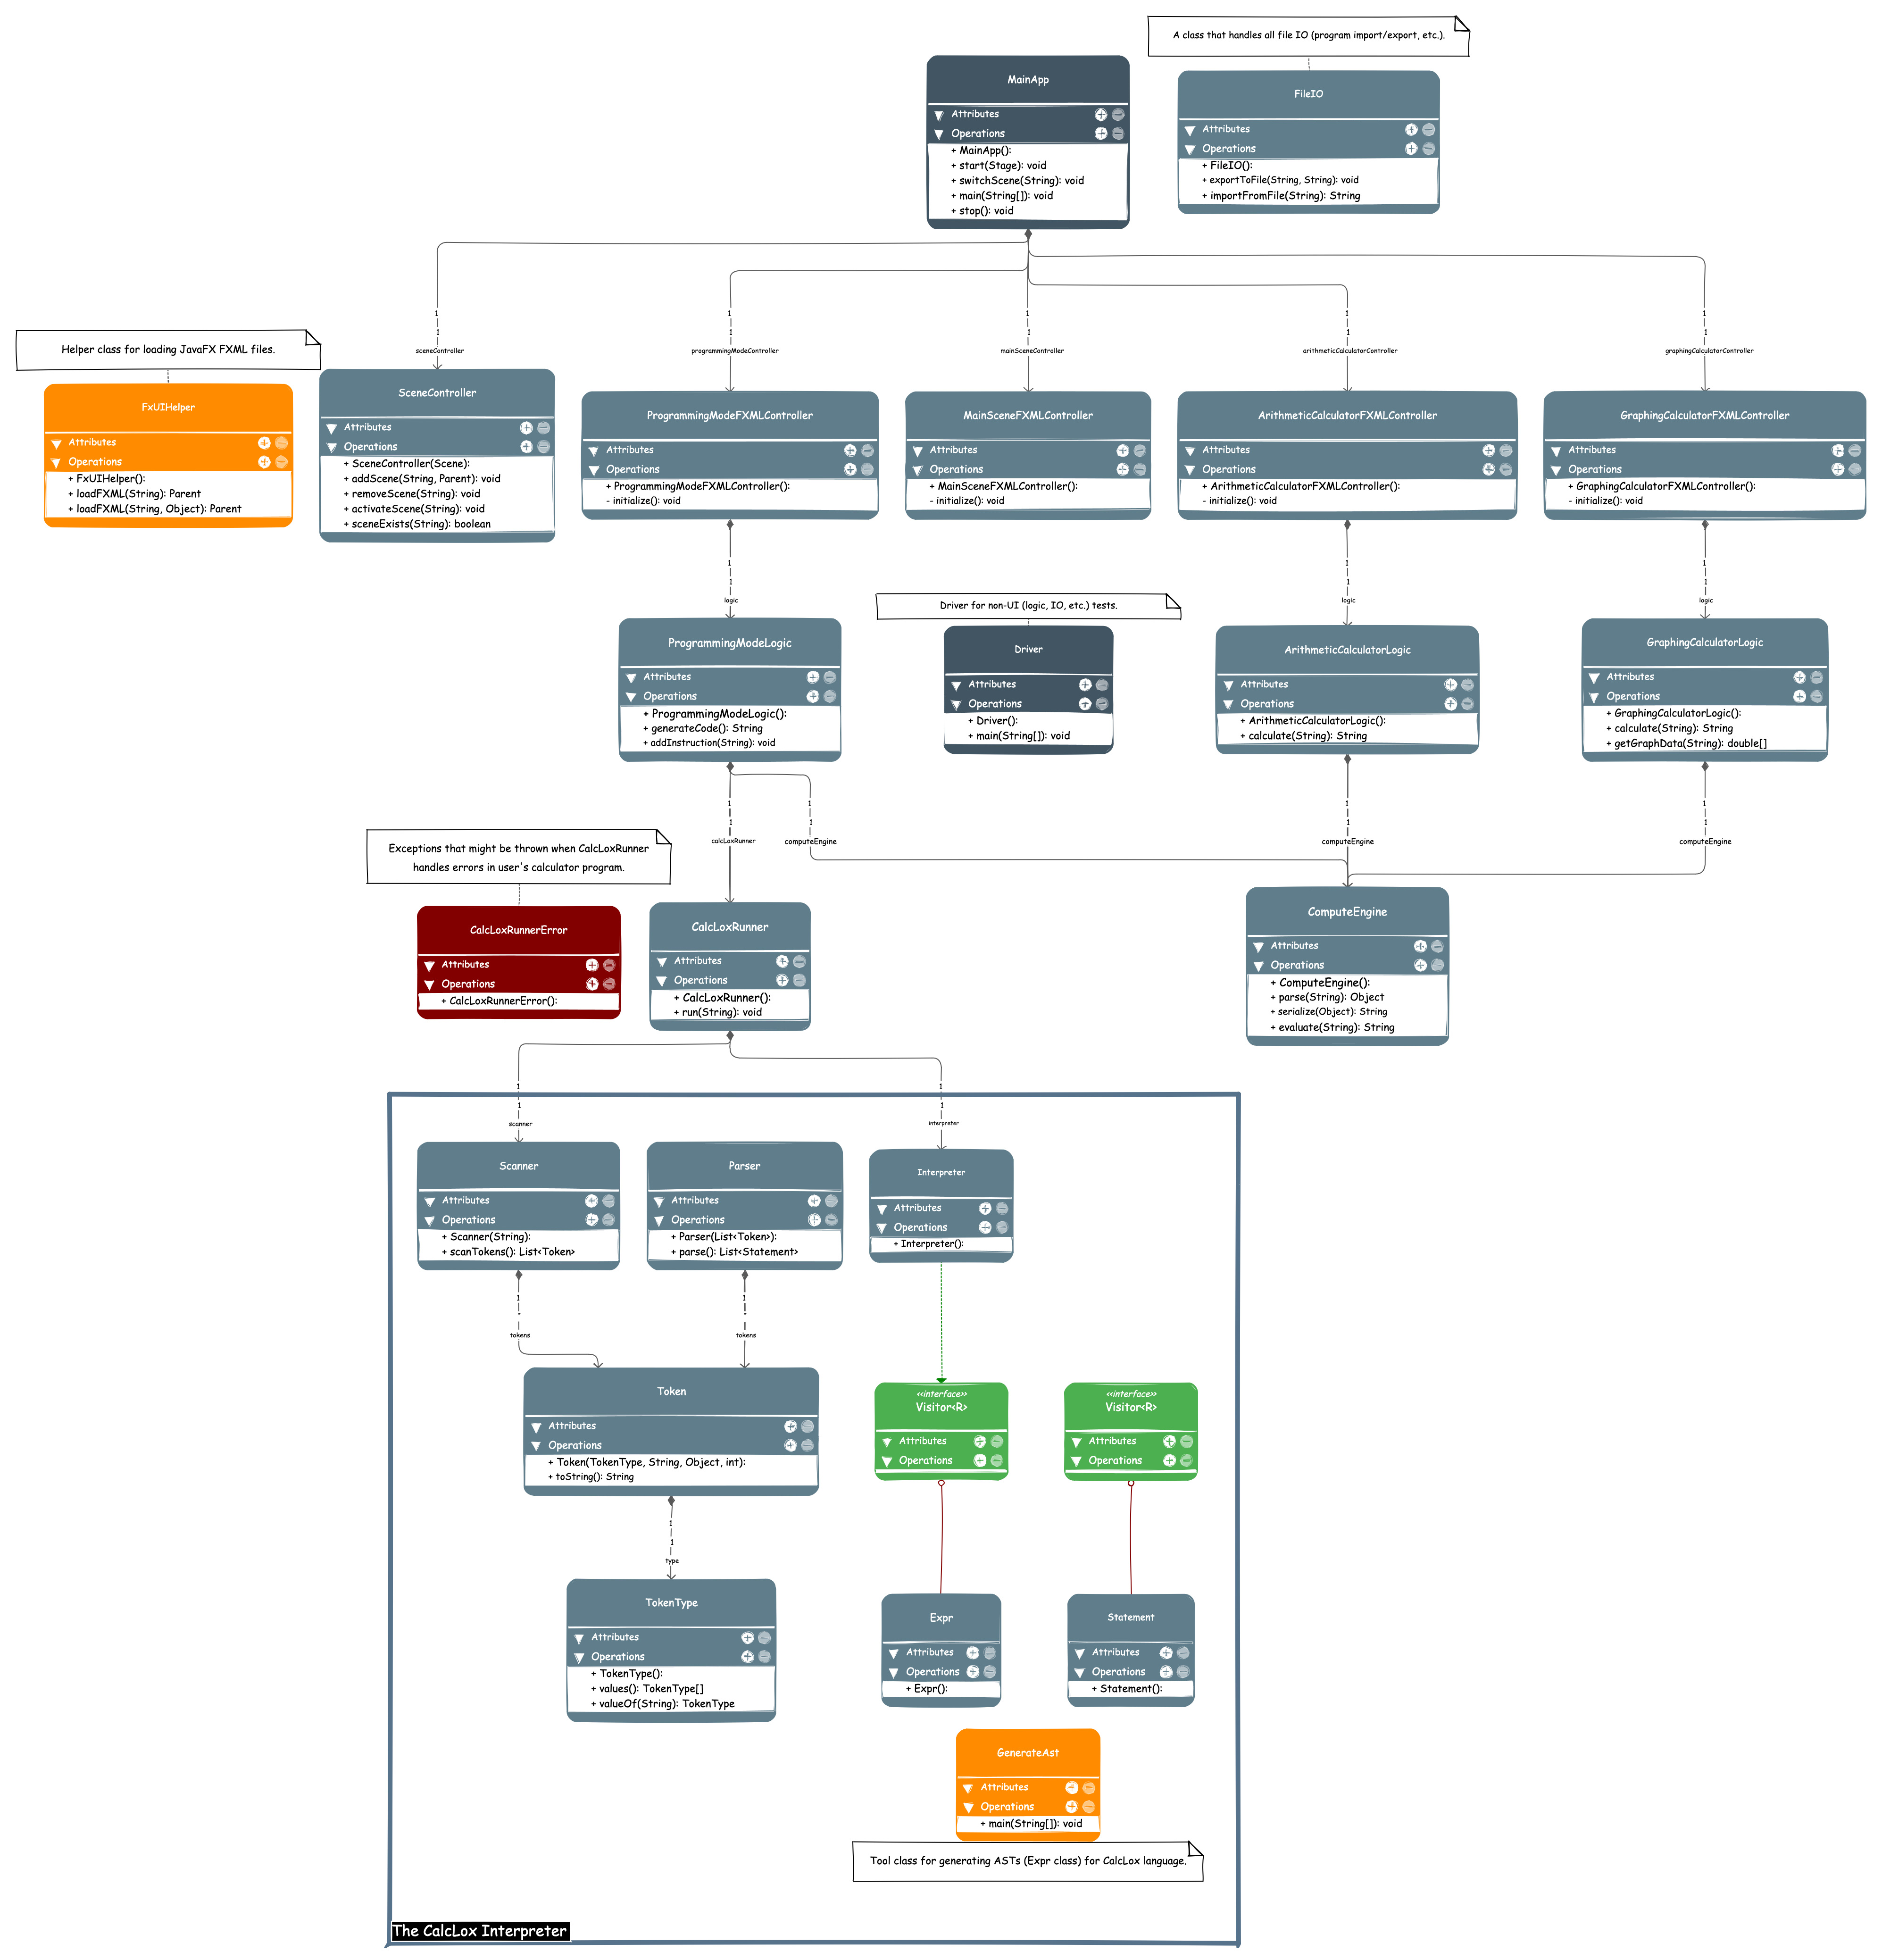 A class that handles all file IO (program import/export, etc.).
MainApp
Attributes
Operations
+ MainApp():
+ start(Stage): void
+ switchScene(String): void
+ main(String[]): void
+ stop(): void
FileIO
Attributes
Operations
+ FileIO():
+ exportToFile(String, String): void
+ importFromFile(String): String
1
1
sceneController
1
1
programmingModeController
1
1
mainSceneController
1
1
arithmeticCalculatorController
1
1
graphingCalculatorController
Helper class for loading JavaFX FXML files.
FxUIHelper
Attributes
Operations
+ FxUIHelper():
+ loadFXML(String): Parent
+ loadFXML(String, Object): Parent
SceneController
Attributes
Operations
+ SceneController(Scene):
+ addScene(String, Parent): void
+ removeScene(String): void
+ activateScene(String): void
+ sceneExists(String): boolean
ProgrammingModeFXMLController
Attributes
Operations
+ ProgrammingModeFXMLController():
- initialize(): void
MainSceneFXMLController
Attributes
Operations
+ MainSceneFXMLController():
- initialize(): void
ArithmeticCalculatorFXMLController
Attributes
Operations
+ ArithmeticCalculatorFXMLController():
- initialize(): void
GraphingCalculatorFXMLController
Attributes
Operations
+ GraphingCalculatorFXMLController():
- initialize(): void
1
1
logic
1
1
logic
1
1
logic
ProgrammingModeLogic
Attributes
Operations
+ ProgrammingModeLogic():
+ generateCode(): String
+ addInstruction(String): void
Driver for non-UI (logic, IO, etc.) tests.
Driver
Attributes
Operations
+ Driver():
+ main(String[]): void
ArithmeticCalculatorLogic
Attributes
Operations
+ ArithmeticCalculatorLogic():
+ calculate(String): String
GraphingCalculatorLogic
Attributes
Operations
+ GraphingCalculatorLogic():
+ calculate(String): String
+ getGraphData(String): double[]
1
1
calcLoxRunner
1
1
computeEngine
1
1
computeEngine
1
1
computeEngine
Exceptions that might be thrown when CalcLoxRunner
handles errors in user's calculator program.
CalcLoxRunnerError
Attributes
Operations
+ CalcLoxRunnerError():
CalcLoxRunner
Attributes
Operations
+ CalcLoxRunner():
+ run(String): void
ComputeEngine
Attributes
Operations
+ ComputeEngine():
+ parse(String): Object
+ serialize(Object): String
+ evaluate(String): String
1
1
scanner
1
1
interpreter
Scanner
Attributes
Operations
+ Scanner(String):
+ scanTokens(): List<Token>
Parser
Attributes
Operations
+ Parser(List<Token>):
+ parse(): List<Statement>
Interpreter
Attributes
Operations
+ Interpreter():
1
*
tokens
1
*
tokens
Token
Attributes
Operations
+ Token(TokenType, String, Object, int):
+ toString(): String
<<interface>>
Visitor<R>
Attributes
Operations
<<interface>>
Visitor<R>
Attributes
Operations
1
1
type
TokenType
Attributes
Operations
+ TokenType():
+ values(): TokenType[]
+ valueOf(String): TokenType
Expr
Attributes
Operations
+ Expr():
Statement
Attributes
Operations
+ Statement():
GenerateAst
Attributes
Operations
+ main(String[]): void
Tool class for generating ASTs (Expr class) for CalcLox language.
The CalcLox Interpreter